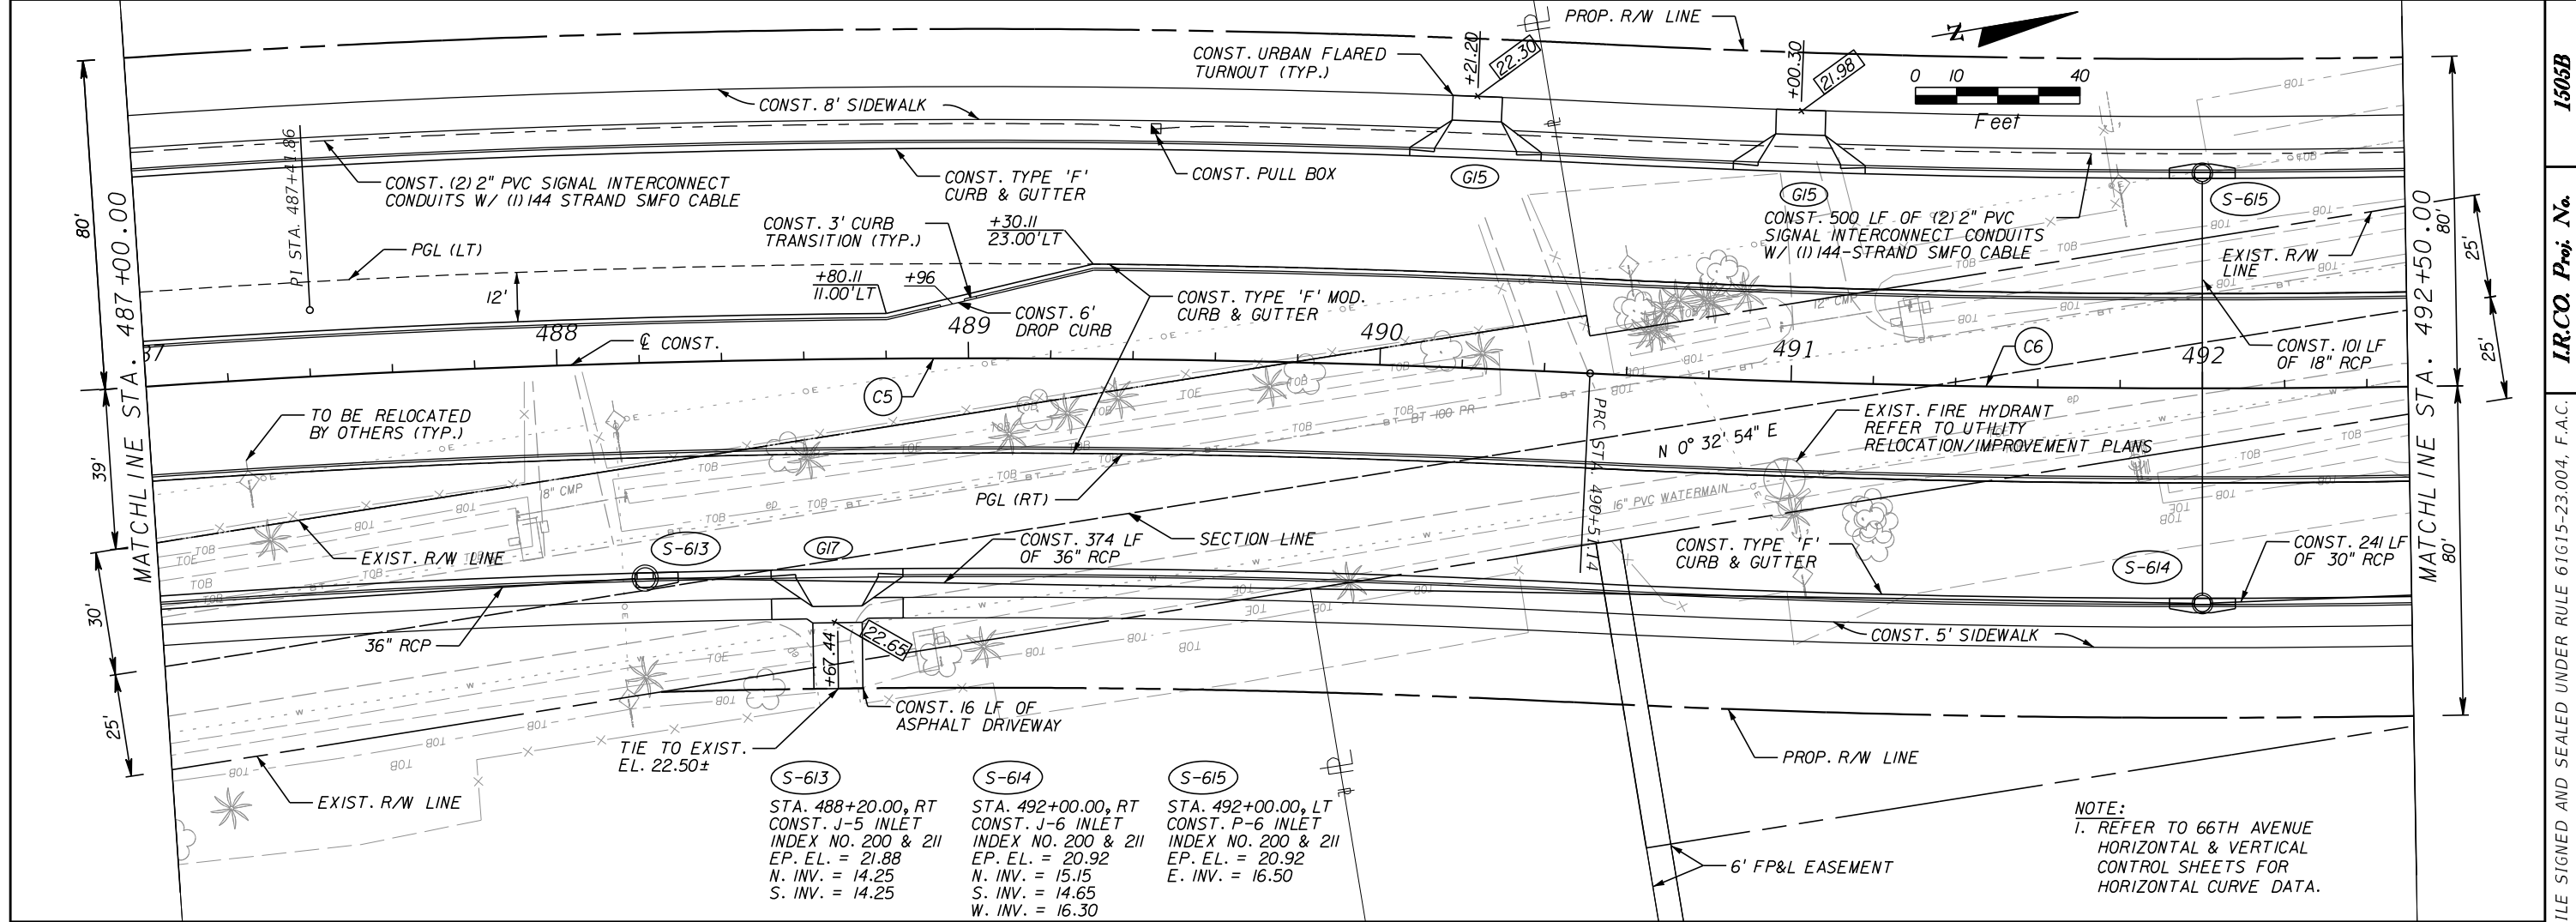 PROP. R/W LINE
Z
CONST. URBAN FLARED
TURNOUT (TYP.)
+21.20
22.30
+00.30
21.98
0 10 40
Feet
CONST. 8' SIDEWALK
PI STA. 487+41.86
CONST. (2) 2" PVC SIGNAL INTERCONNECT
CONDUITS W/ (1) 144 STRAND SMFO CABLE
CONST. TYPE 'F'
CURB & GUTTER
CONST. PULL BOX
G15
G15
S-615
80'
MATCHLINE STA. 487+00.00
PGL (LT)
CONST. 3' CURB
TRANSITION (TYP.)
+30.11
23.00' LT
CONST. 500 LF OF (2) 2" PVC
SIGNAL INTERCONNECT CONDUITS
W/ (1) 144-STRAND SMFO CABLE
EXIST. R/W
LINE
12'
+80.11
11.00' LT
+96
CONST. 6'
DROP CURB
CONST. TYPE 'F' MOD.
CURB & GUTTER
12" CMP
80'
25'
25'
MATCHLINE STA. 492+50.00
37
488
489
490
491
492
℄ CONST.
C5
C6
CONST. 101 LF
OF 18" RCP
TO BE RELOCATED
BY OTHERS (TYP.)
BT 100 PR
EXIST. FIRE HYDRANT
REFER TO UTILITY
RELOCATION/IMPROVEMENT PLANS
N 0° 32' 54" E
PRC STA. 490+51.14
39'
18" CMP
PGL (RT)
16" PVC WATERMAIN
EXIST. R/W LINE
S-613
G17
SECTION LINE
CONST. 374 LF
OF 36" RCP
CONST. TYPE 'F'
CURB & GUTTER
S-614
CONST. 241 LF
OF 30" RCP
80'
30'
36" RCP
+67.44
22.65
CONST. 5' SIDEWALK
25'
CONST. 16 LF OF
ASPHALT DRIVEWAY
TIE TO EXIST.
EL. 22.50±
EXIST. R/W LINE
PROP. R/W LINE
6' FP&L EASEMENT
S-613
STA. 488+20.00, RT
CONST. J-5 INLET
INDEX NO. 200 & 211
EP. EL. = 21.88
N. INV. = 14.25
S. INV. = 14.25
S-614
STA. 492+00.00, RT
CONST. J-6 INLET
INDEX NO. 200 & 211
EP. EL. = 20.92
N. INV. = 15.15
S. INV. = 14.65
W. INV. = 16.30
S-615
STA. 492+00.00, LT
CONST. P-6 INLET
INDEX NO. 200 & 211
EP. EL. = 20.92
E. INV. = 16.50
NOTE:
1. REFER TO 66TH AVENUE
HORIZONTAL & VERTICAL
CONTROL SHEETS FOR
HORIZONTAL CURVE DATA.
1505B
I.R.CO. Proj. No.
ILE SIGNED AND SEALED UNDER RULE 61G15-23.004, F.A.C.